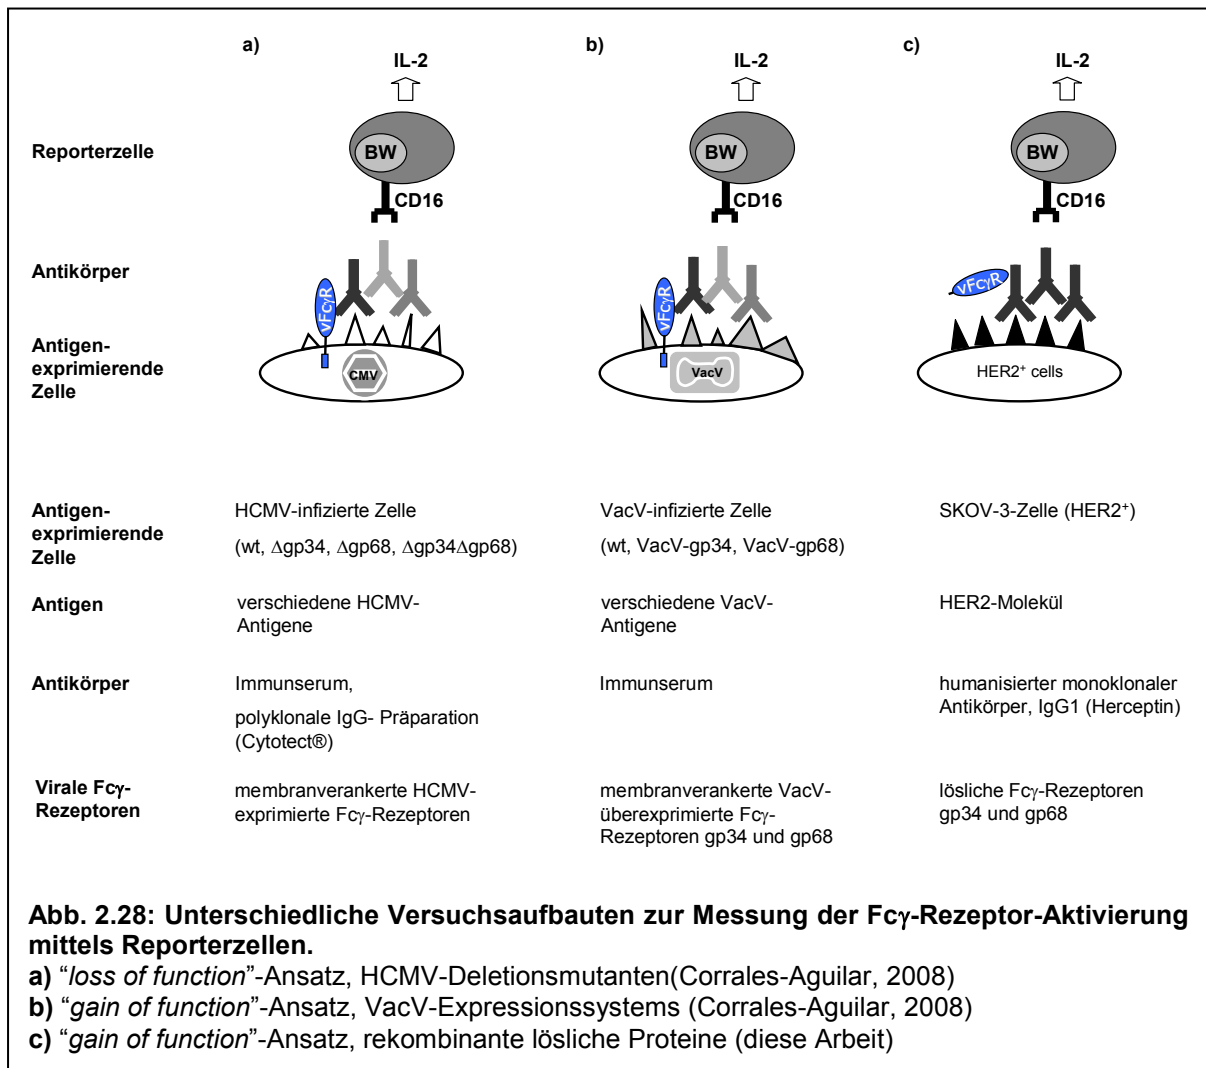 a) b) c)
IL-2 IL-2 IL-2
Reporterzelle BW BW BW
CD16 CD16 CD16
Antikörper
vFcγR vFcγR vFcγR
Antigen-
exprimierende
Zelle
CMV VacV HER2⁺ cells
Antigen- HCMV-infizierte Zelle VacV-infizierte Zelle SKOV-3-Zelle (HER2⁺)
exprimierende
Zelle (wt, Δgp34, Δgp68, Δgp34Δgp68) (wt, VacV-gp34, VacV-gp68)
Antigen verschiedene HCMV- verschiedene VacV- HER2-Molekül
Antigene Antigene
Antikörper Immunserum, Immunserum humanisierter monoklonaler
Antikörper, IgG1 (Herceptin)
polyklonale IgG- Präparation
(Cytotect®)
Virale Fcγ- membranverankerte HCMV- membranverankerte VacV- lösliche Fcγ-Rezeptoren
Rezeptoren exprimierte Fcγ-Rezeptoren überexprimierte Fcγ- gp34 und gp68
Rezeptoren gp34 und gp68
Abb. 2.28: Unterschiedliche Versuchsaufbauten zur Messung der Fcγ-Rezeptor-Aktivierung
mittels Reporterzellen.
a) “loss of function”-Ansatz, HCMV-Deletionsmutanten(Corrales-Aguilar, 2008)
b) “gain of function”-Ansatz, VacV-Expressionssystems (Corrales-Aguilar, 2008)
c) “gain of function”-Ansatz, rekombinante lösliche Proteine (diese Arbeit)